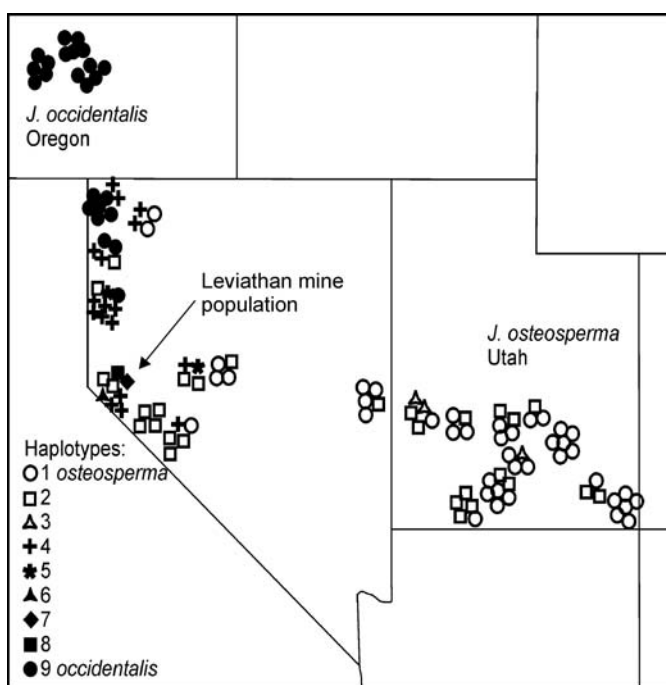 J. occidentalis
Oregon
Leviathan mine
population
J. osteosperma
Utah
Haplotypes:
1 osteosperma
2
3
4
5
6
7
8
9 occidentalis